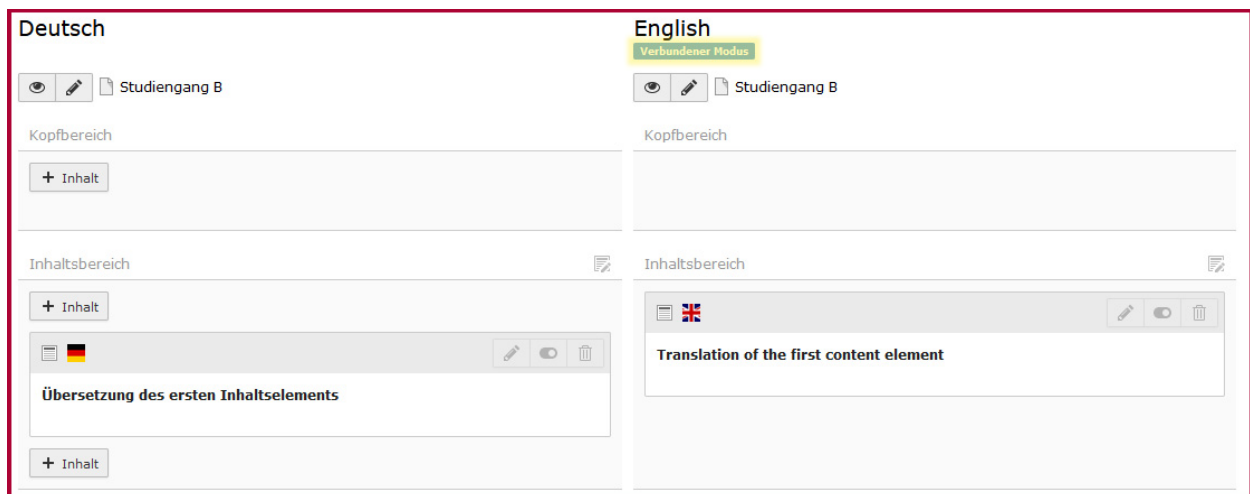 Deutsch
English
Verbundener Modus
Studiengang B
Studiengang B
Kopfbereich
Kopfbereich
+ Inhalt
Inhaltsbereich
Inhaltsbereich
+ Inhalt
Translation of the first content element
Übersetzung des ersten Inhaltselements
+ Inhalt